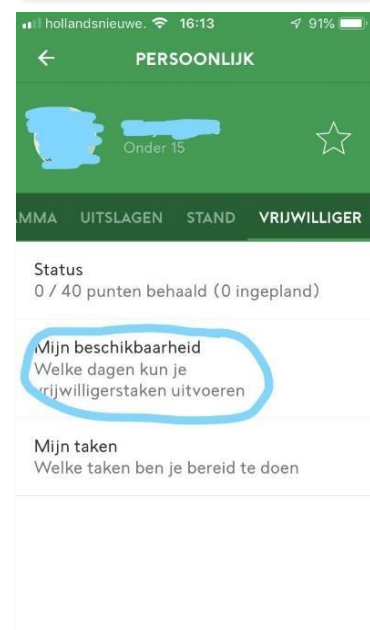 hollandsnieuwe. 16:13 91%
PERSOONLIJK
Onder 15
MMA UITSLAGEN STAND VRIJWILLIGER
Status
0 / 40 punten behaald (0 ingepland)
Mijn beschikbaarheid
Welke dagen kun je
vrijwilligerstaken uitvoeren
Mijn taken
Welke taken ben je bereid te doen